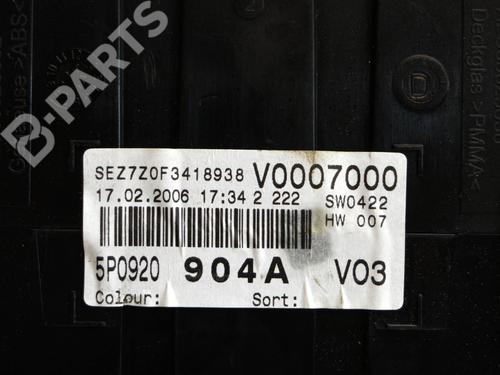 B-PARTS
Deckglas >PMMA<
SEZ7Z0F3418938 V0007000
17.02.2006 17:34 2 222 SW0422
HW 007
5P0920 904A V03
Colour: Sort: